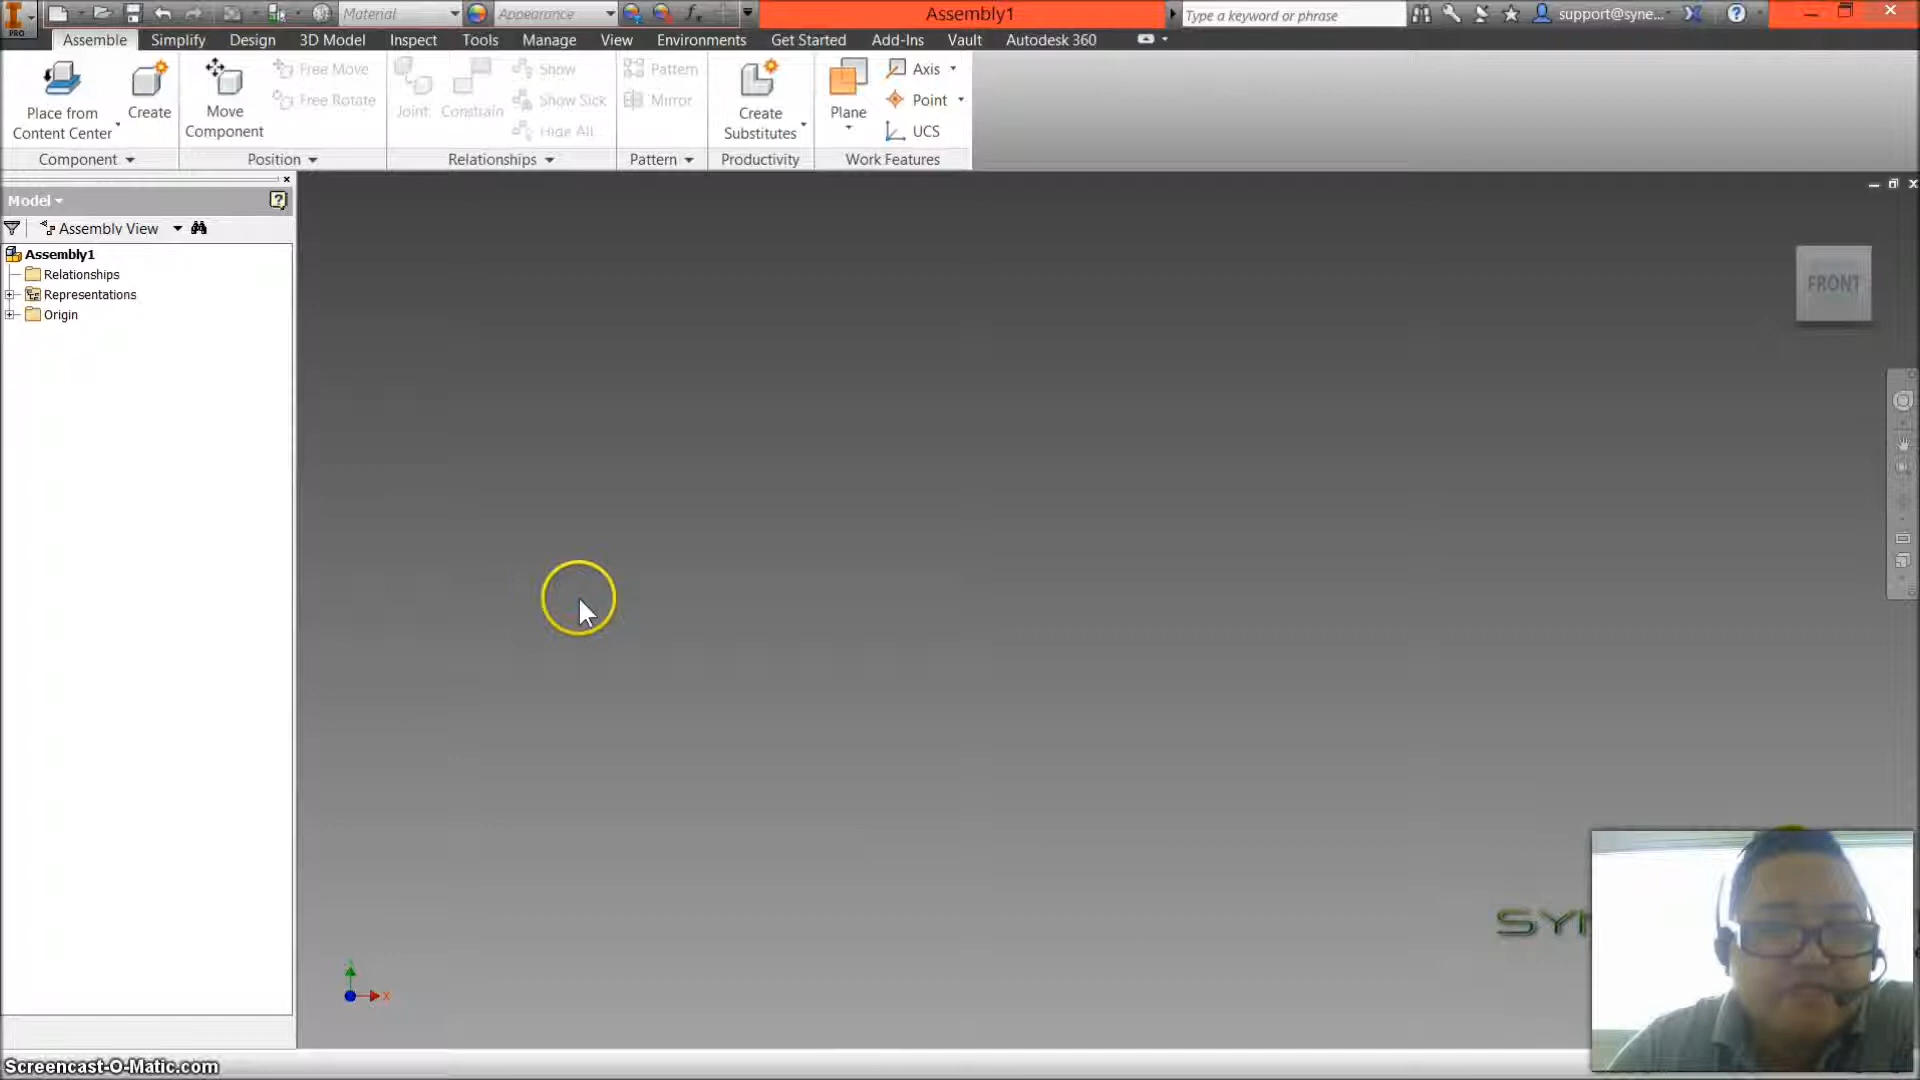 PRO
Material
Appearance
Assembly1
Type a keyword or phrase
support@syne...
Assemble
Simplify
Design
3D Model
Inspect
Tools
Manage
View
Environments
Get Started
Add-Ins
Vault
Autodesk 360
Place from
Content Center
Create
Move
Component
Free Move
Free Rotate
Joint
Constrain
Show
Show Sick
Hide All
Pattern
Mirror
Create
Substitutes
Plane
Axis
Point
UCS
Component
Position
Relationships
Pattern
Productivity
Work Features
Model
Assembly View
Assembly1
Relationships
Representations
Origin
FRONT
X
SYN
Screencast-O-Matic.com